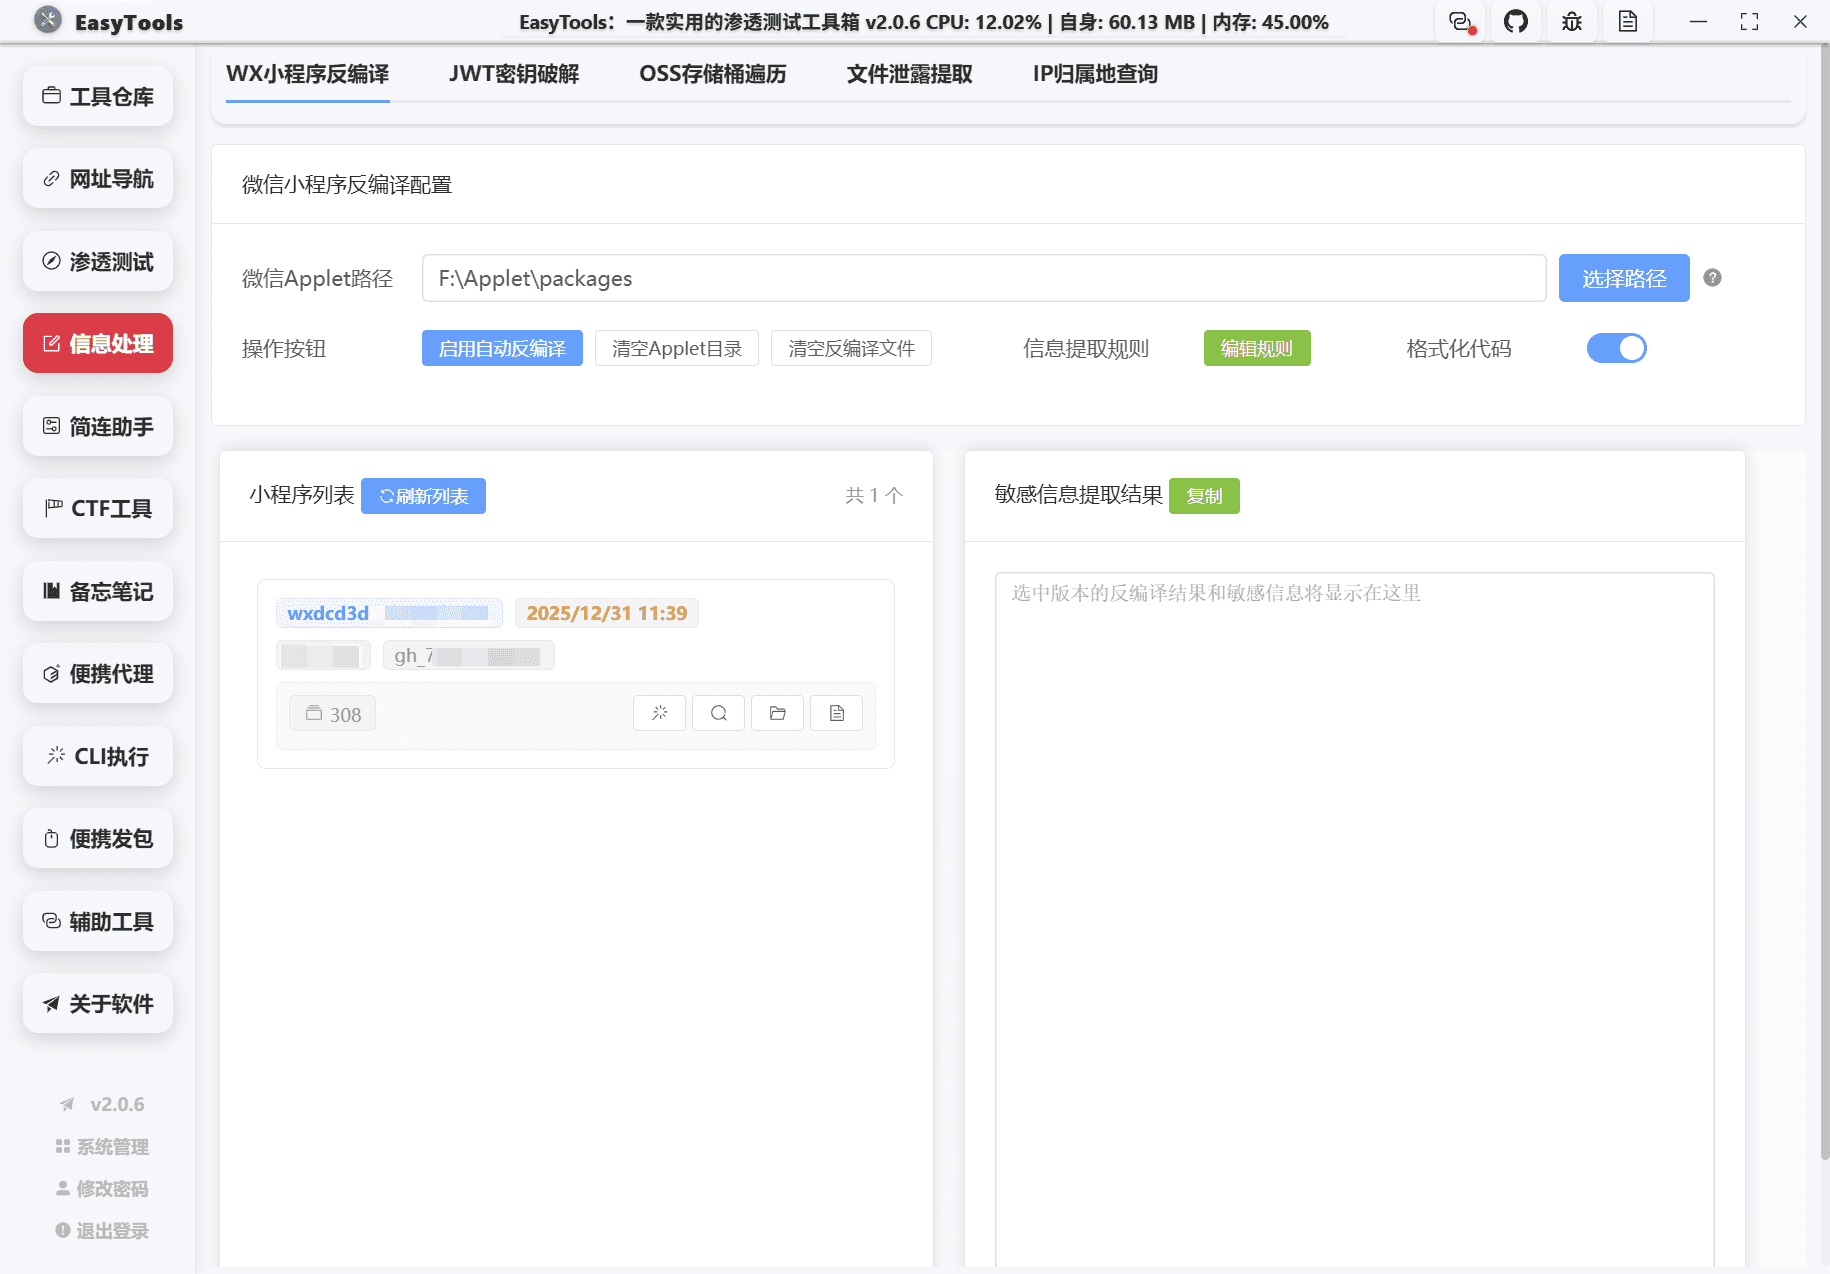 EasyTools
EasyTools：一款实用的渗透测试工具箱 v2.0.6 CPU: 12.02% | 自身: 60.13 MB | 内存: 45.00%
工具仓库
网址导航
渗透测试
信息处理
简连助手
CTF工具
备忘笔记
便携代理
CLI执行
便携发包
辅助工具
关于软件
v2.0.6
系统管理
修改密码
退出登录
WX小程序反编译 JWT密钥破解 OSS存储桶遍历 文件泄露提取 IP归属地查询
微信小程序反编译配置
微信Applet路径 F:\Applet\packages 选择路径
操作按钮 启用自动反编译 清空Applet目录 清空反编译文件 信息提取规则 编辑规则 格式化代码
小程序列表 刷新列表 共 1 个
wxdcd3d 2025/12/31 11:39
gh_7
308
敏感信息提取结果 复制
选中版本的反编译结果和敏感信息将显示在这里